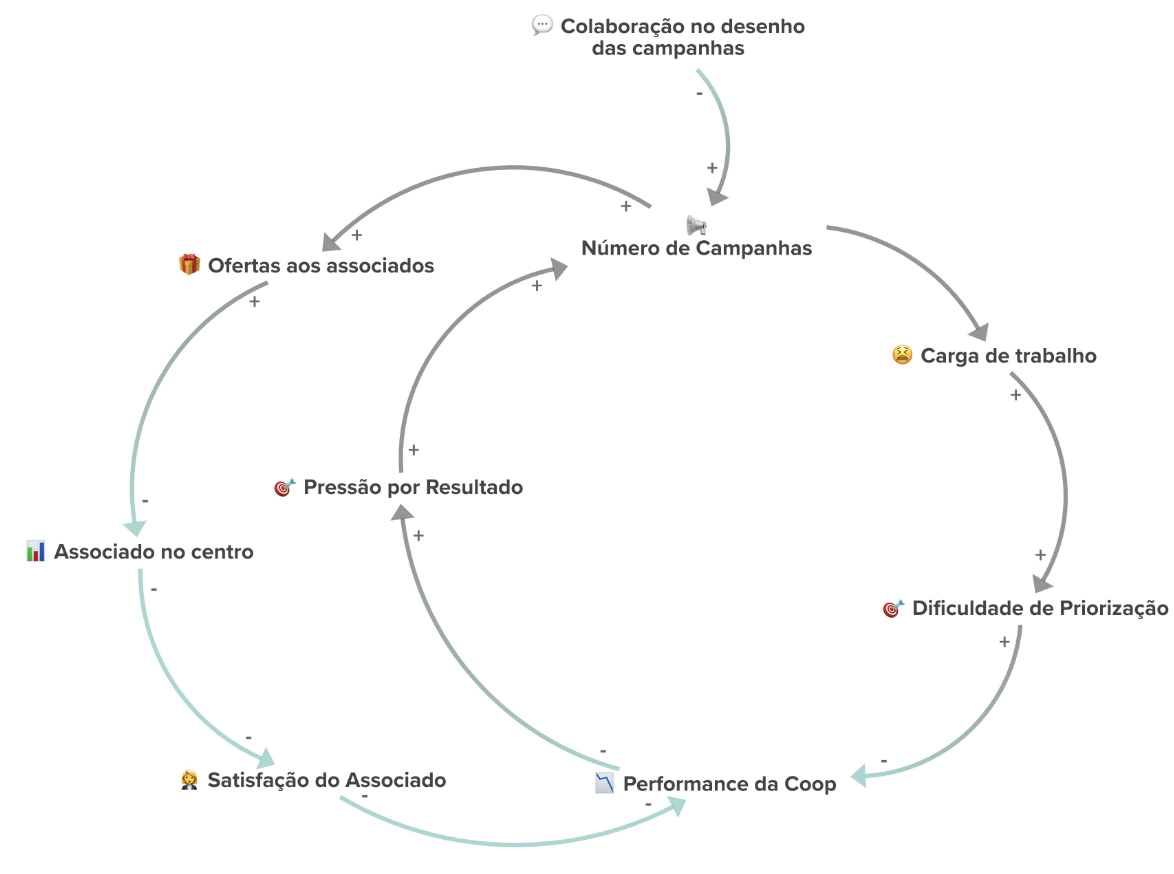 Colaboração no desenho
das campanhas
-
+
+
+
Número de Campanhas
Ofertas aos associados
+
+
Carga de trabalho
+
+
Pressão por Resultado
-
+
Associado no centro
+
-
Dificuldade de Priorização
+
-
-
-
Satisfação do Associado
Performance da Coop
-
-